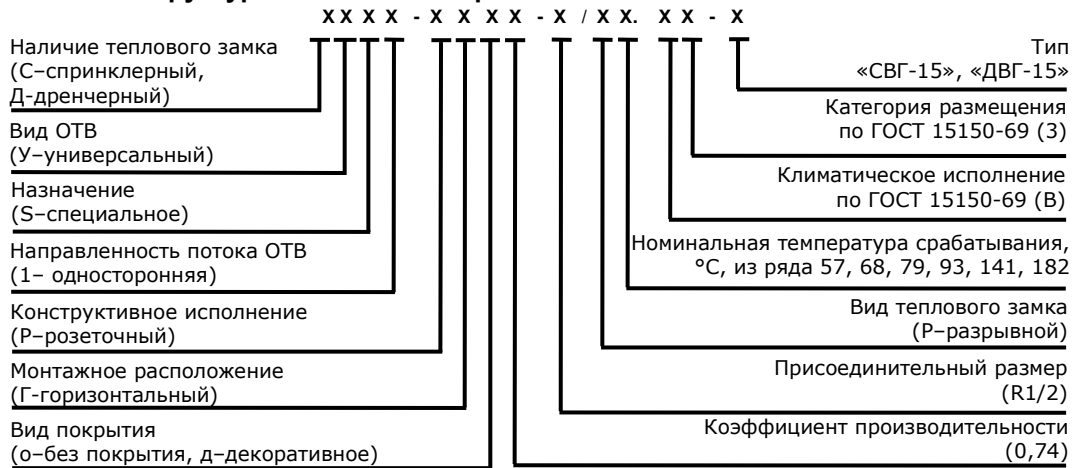 X X X X - X X X X - X / X X. X X - X
Наличие теплового замка
(С–спринклерный,
Д-дренчерный)
Вид ОТВ
(У–универсальный)
Назначение
(S–специальное)
Направленность потока ОТВ
(1– односторонняя)
Конструктивное исполнение
(Р–розеточный)
Монтажное расположение
(Г-горизонтальный)
Вид покрытия
(о–без покрытия, д–декоративное)
Тип
«СВГ-15», «ДВГ-15»
Категория размещения
по ГОСТ 15150-69 (3)
Климатическое исполнение
по ГОСТ 15150-69 (В)
Номинальная температура срабатывания,
°С, из ряда 57, 68, 79, 93, 141, 182
Вид теплового замка
(Р–разрывной)
Присоединительный размер
(R1/2)
Коэффициент производительности
(0,74)